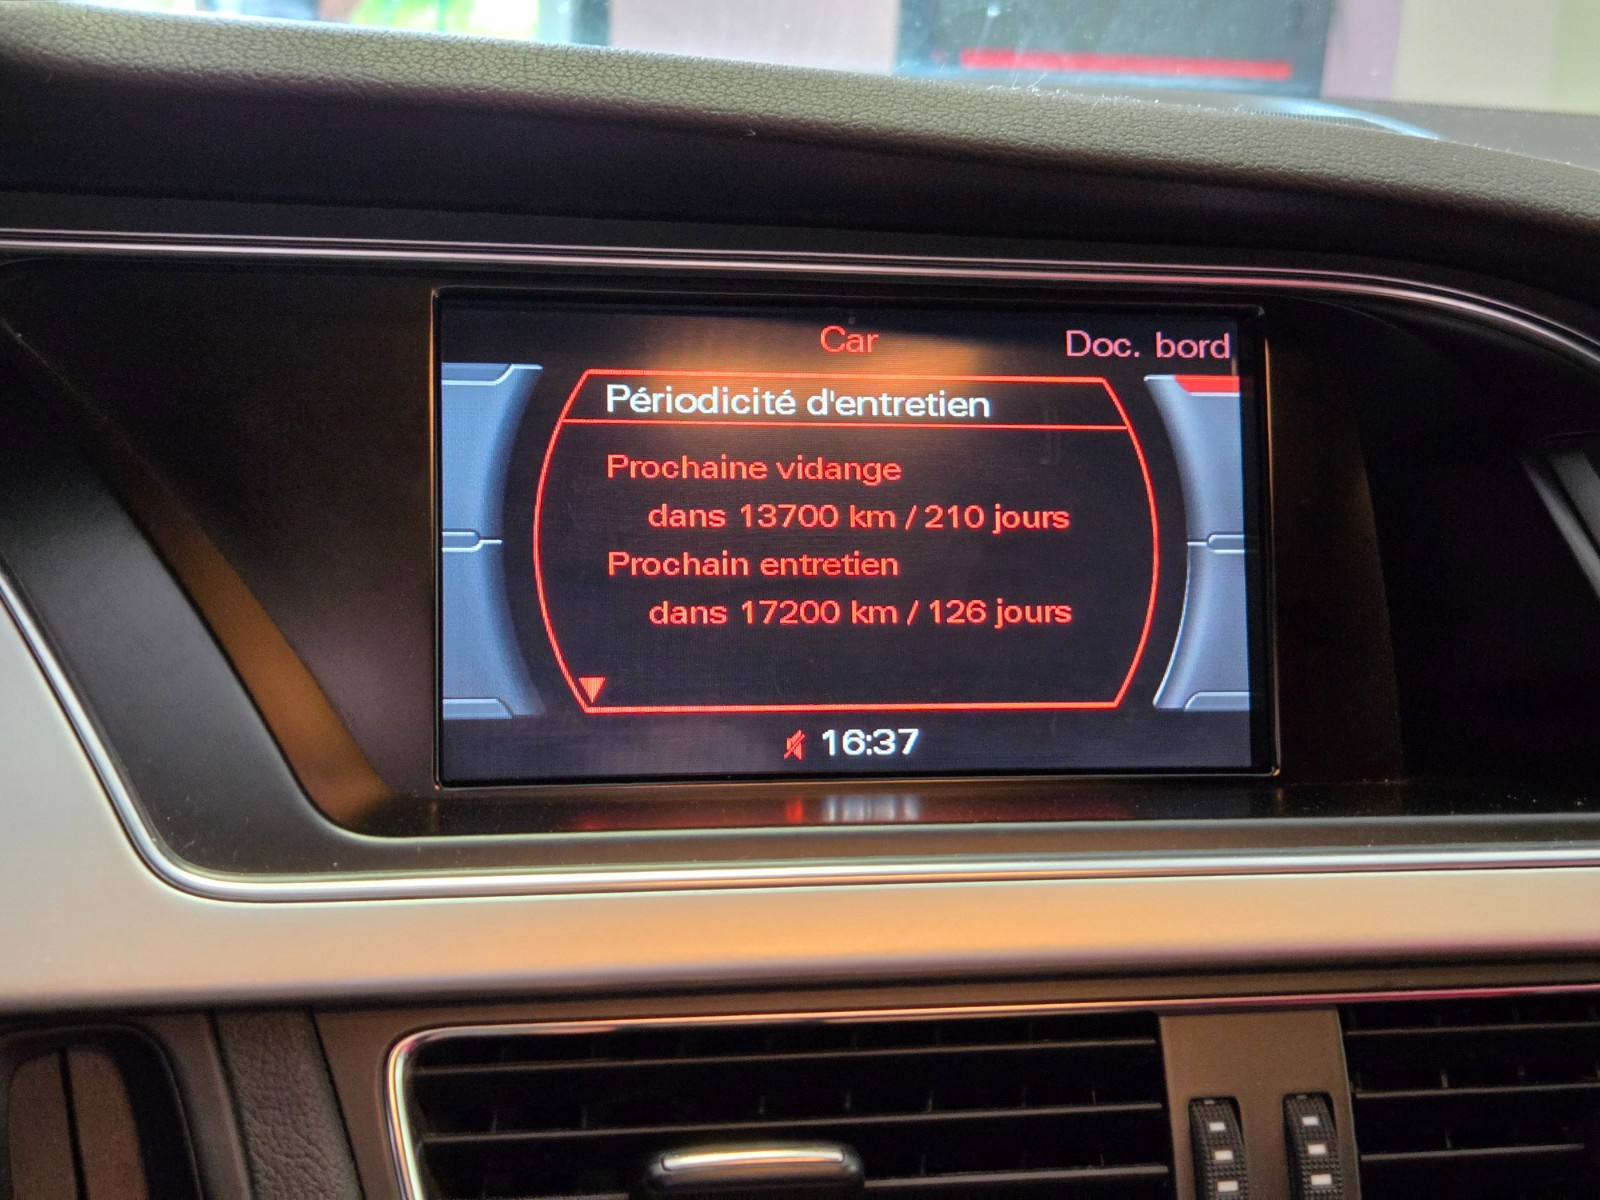 Car
Doc. bord
Périodicité d'entretien
Prochaine vidange
dans 13700 km / 210 jours
Prochain entretien
dans 17200 km / 126 jours
16:37